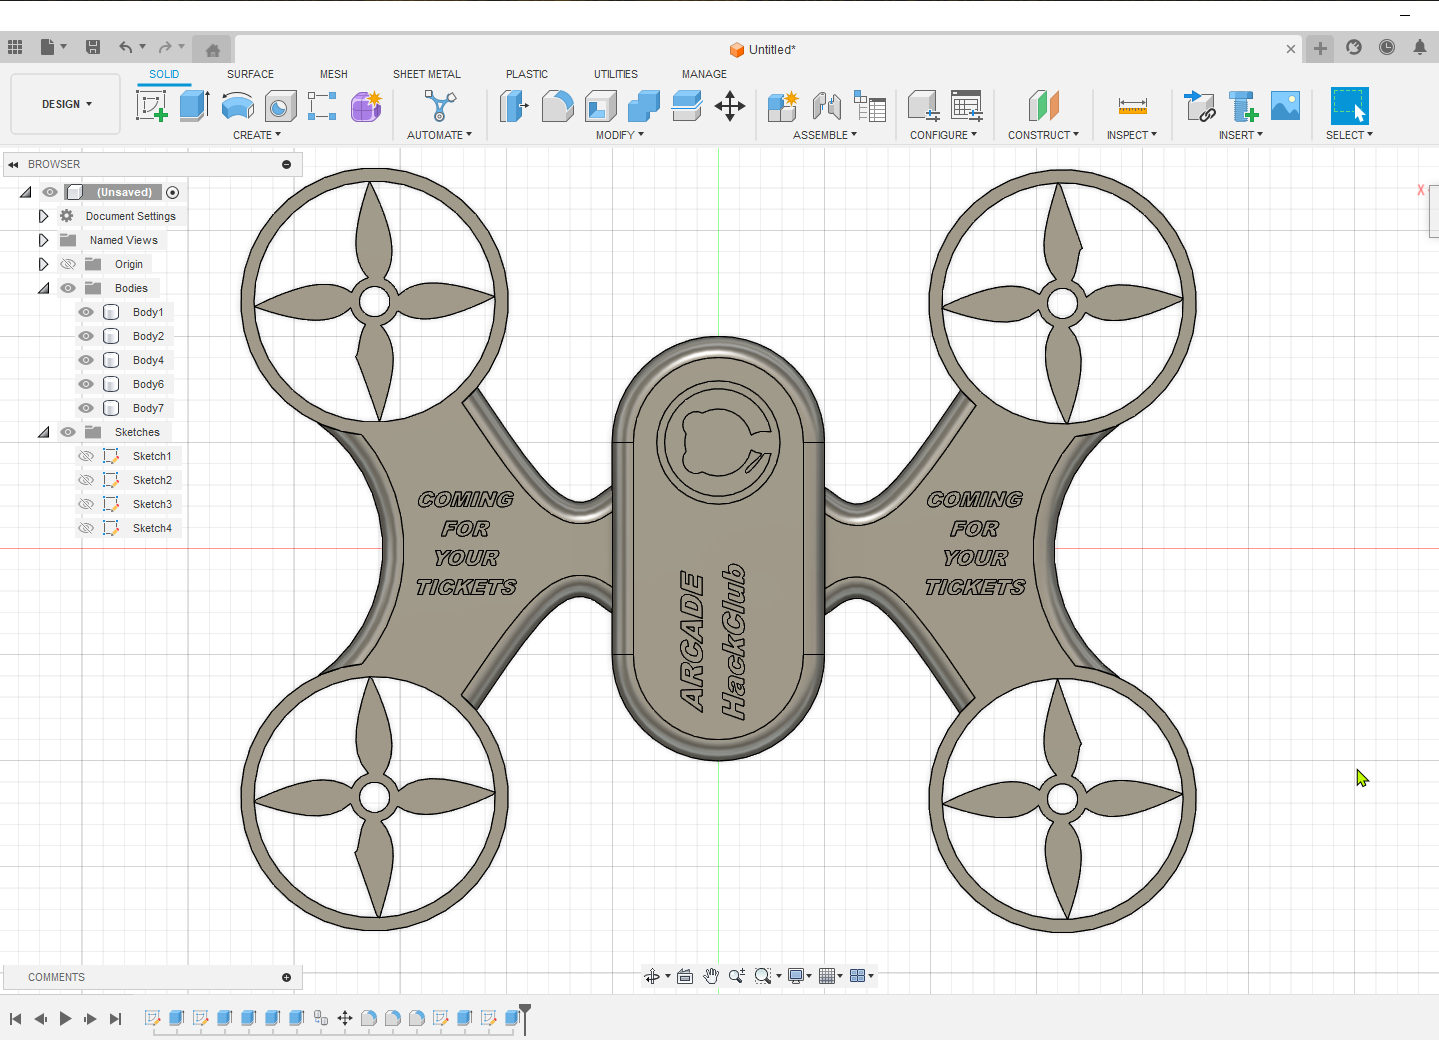 Untitled*
SOLID
SURFACE
MESH
SHEET METAL
PLASTIC
UTILITIES
MANAGE
DESIGN
CREATE
AUTOMATE
MODIFY
ASSEMBLE
CONFIGURE
CONSTRUCT
INSPECT
INSERT
SELECT
BROWSER
(Unsaved)
Document Settings
Named Views
Origin
Bodies
Body1
Body2
Body4
Body6
Body7
Sketches
Sketch1
Sketch2
Sketch3
Sketch4
X
COMING
FOR
YOUR
TICKETS
ARCADE
HackClub
COMING
FOR
YOUR
TICKETS
COMMENTS